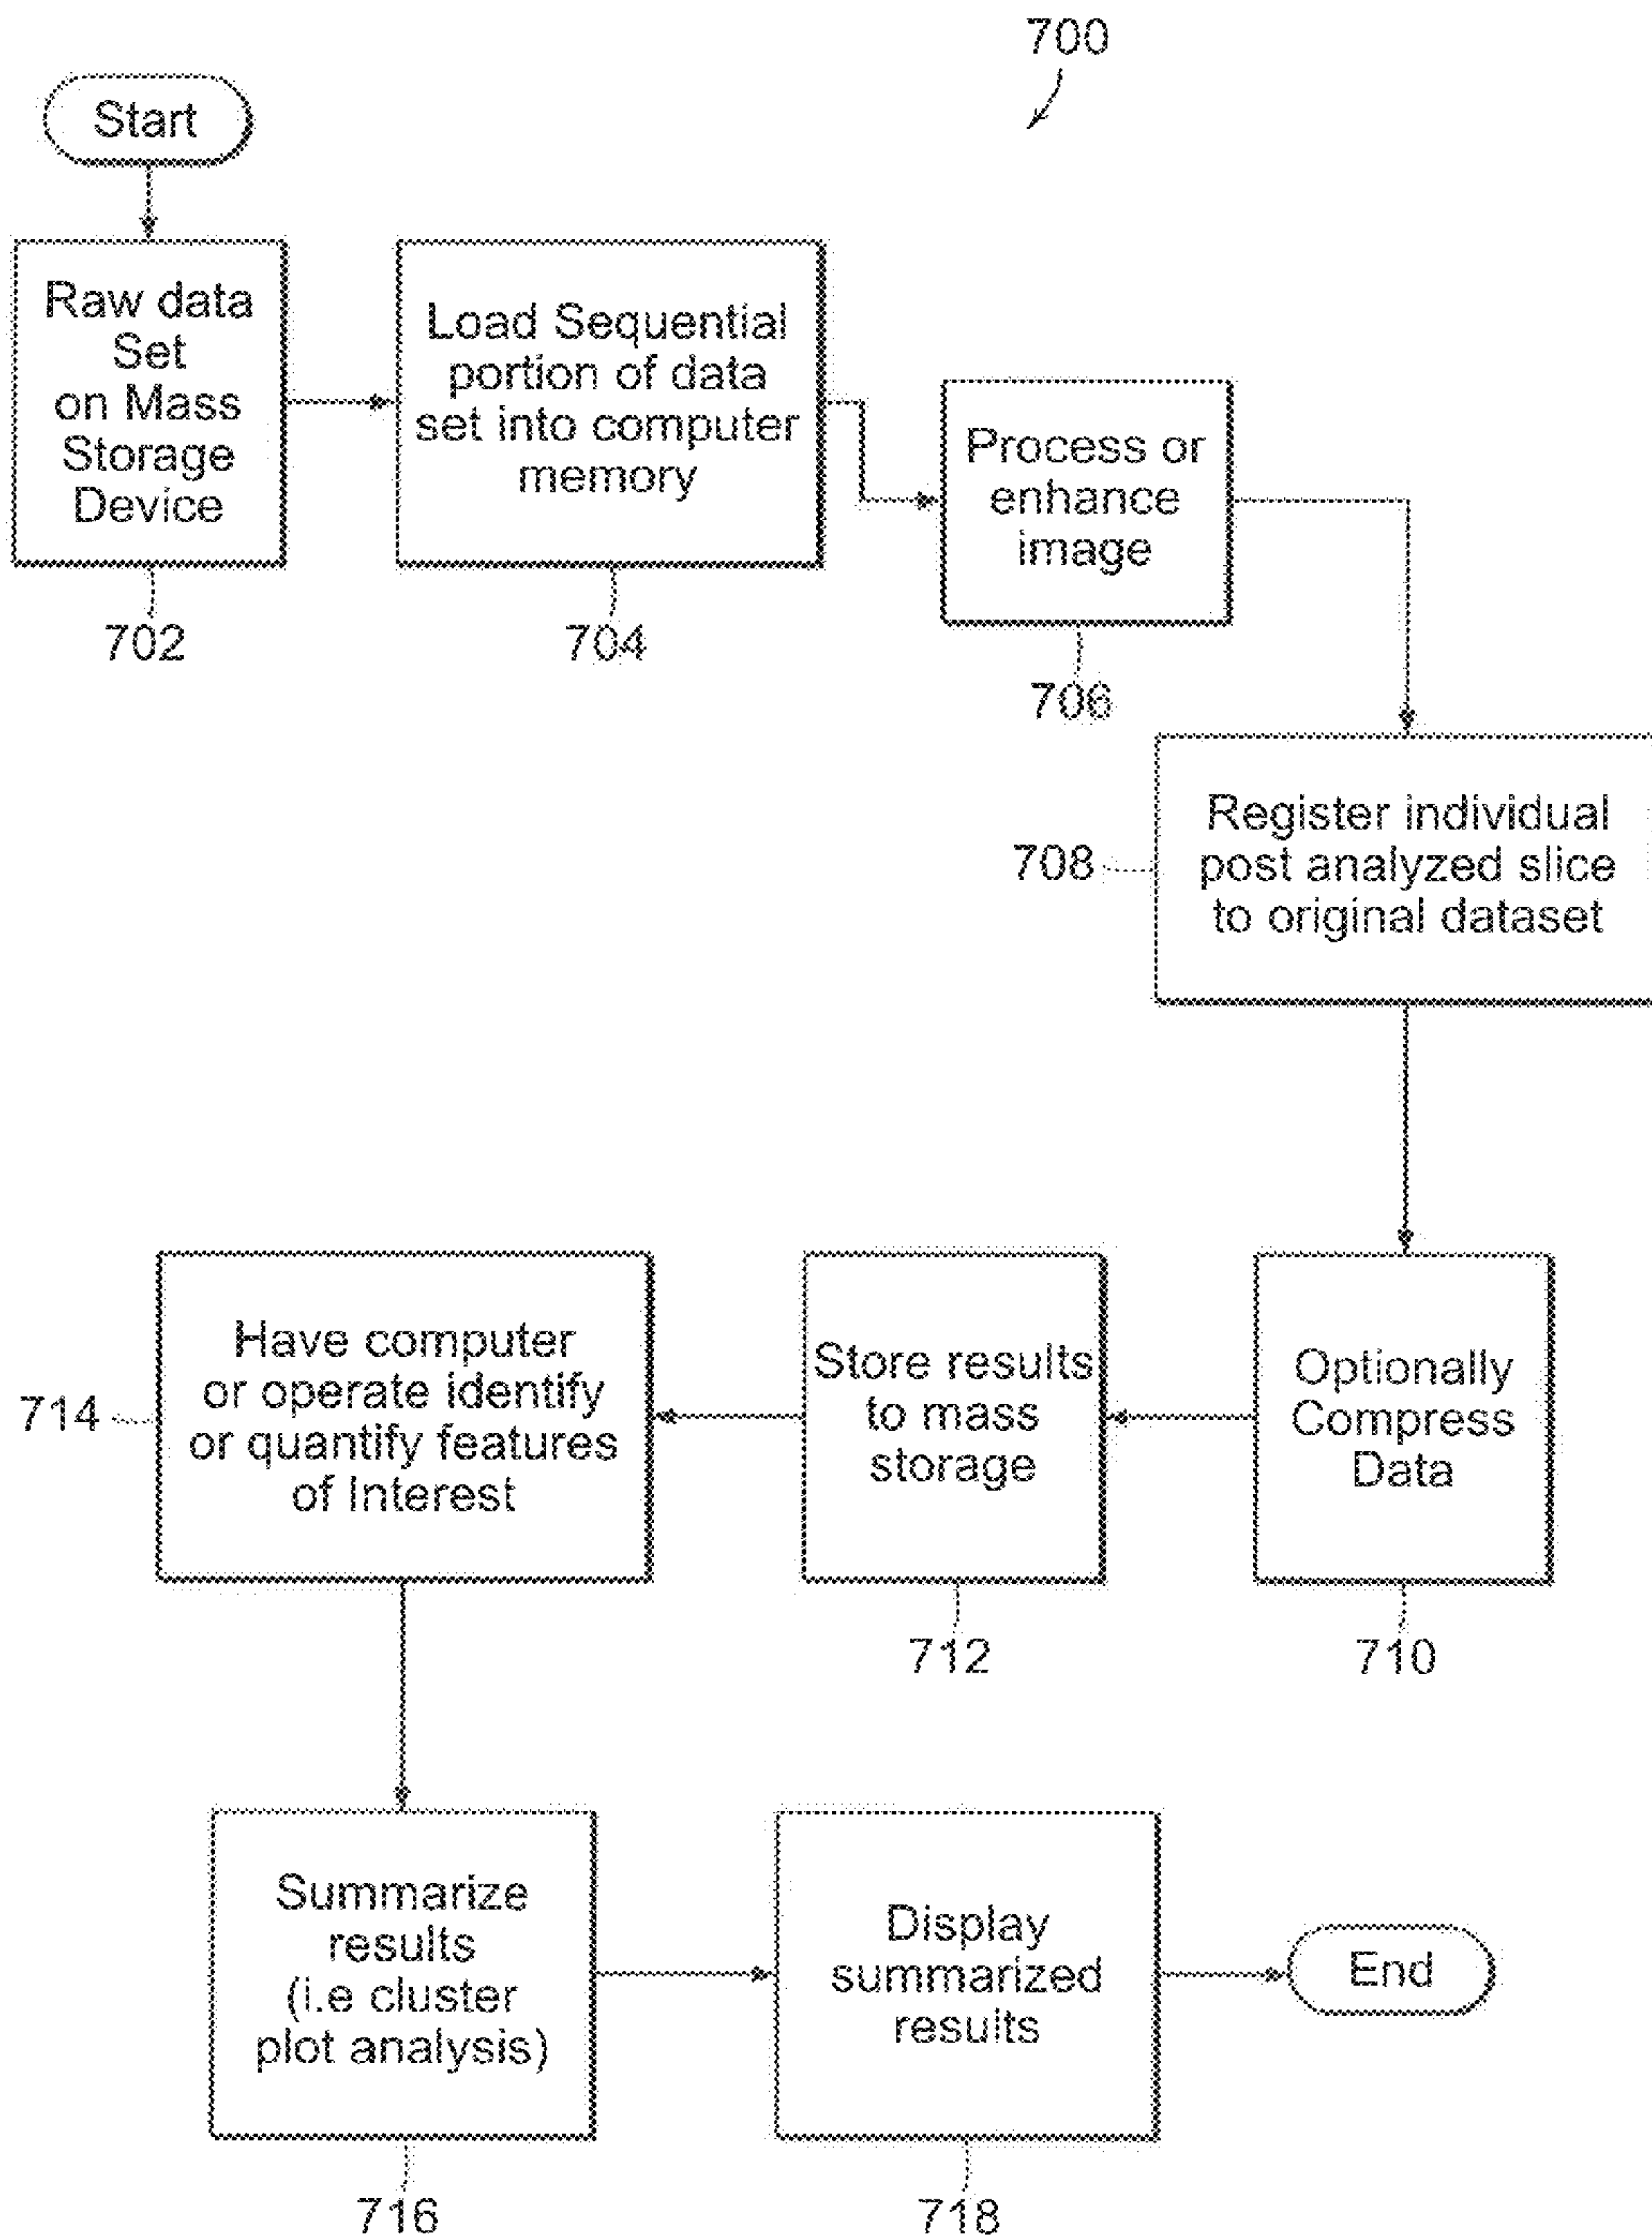 700
Start
Raw data
Set
on Mass
Storage
Device
702
Load Sequential
portion of data
set into computer
memory
704
Process or
enhance
image
706
Register individual
post analyzed slice
to original dataset
708
Optionally
Compress
Data
710
Store results
to mass
storage
712
Have computer
or operate identify
or quantify features
of Interest
714
Summarize
results
(i.e cluster
plot analysis)
716
Display
summarized
results
718
End